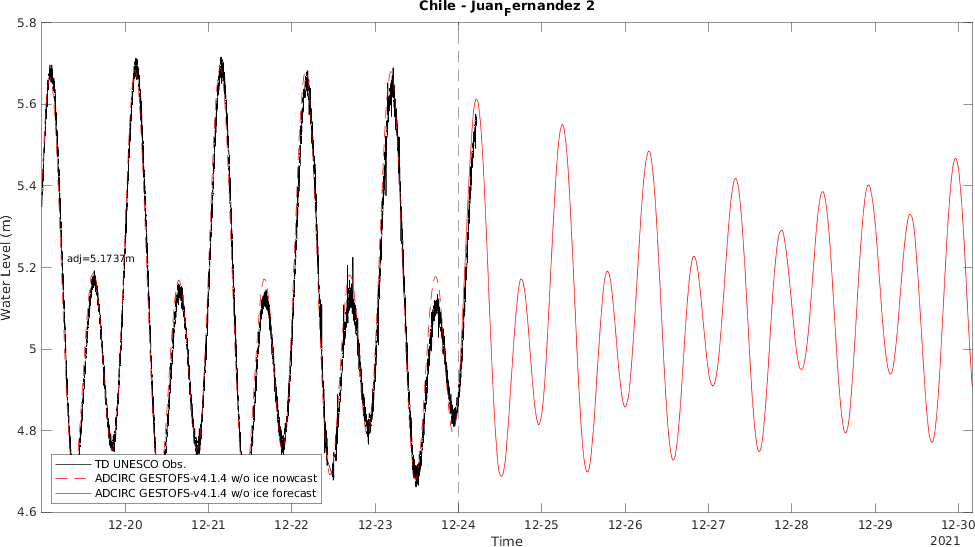 Chile - Juan_Fernandez 2
Water Level (m)
5.8
5.6
5.4
5.2
5
4.8
4.6
adj=5.1737m
TD UNESCO Obs.
ADCIRC GESTOFS-v4.1.4 w/o ice nowcast
ADCIRC GESTOFS-v4.1.4 w/o ice forecast
12-20 12-21 12-22 12-23 12-24 12-25 12-26 12-27 12-28 12-29 12-30
Time
2021